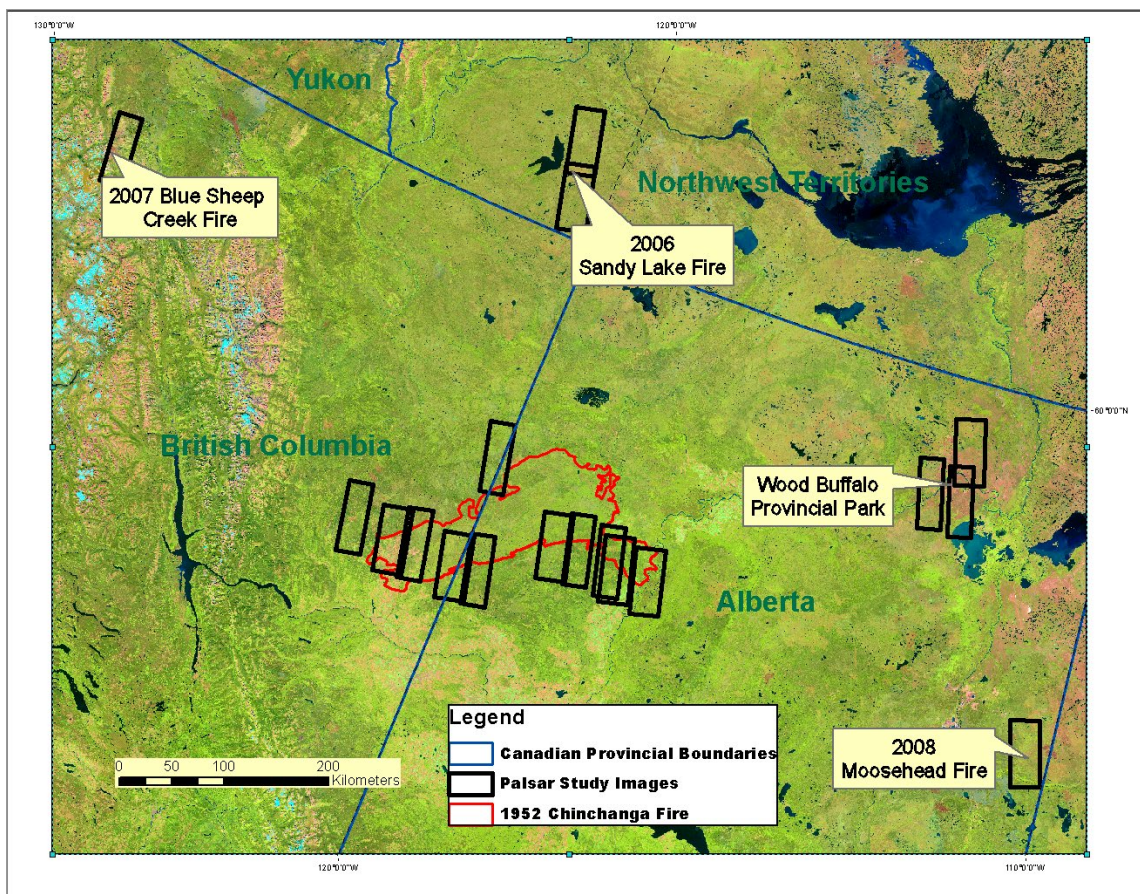 130°0'0"W
120°0'0"W
Yukon
2007 Blue Sheep
Creek Fire
Northwest Territories
2006
Sandy Lake Fire
60°0'0"N
British Columbia
Wood Buffalo
Provincial Park
Alberta
Legend
Canadian Provincial Boundaries
Palsar Study Images
1952 Chinchanga Fire
2008
Moosehead Fire
0 50 100 200
Kilometers
120°0'0"W
110°0'0"W